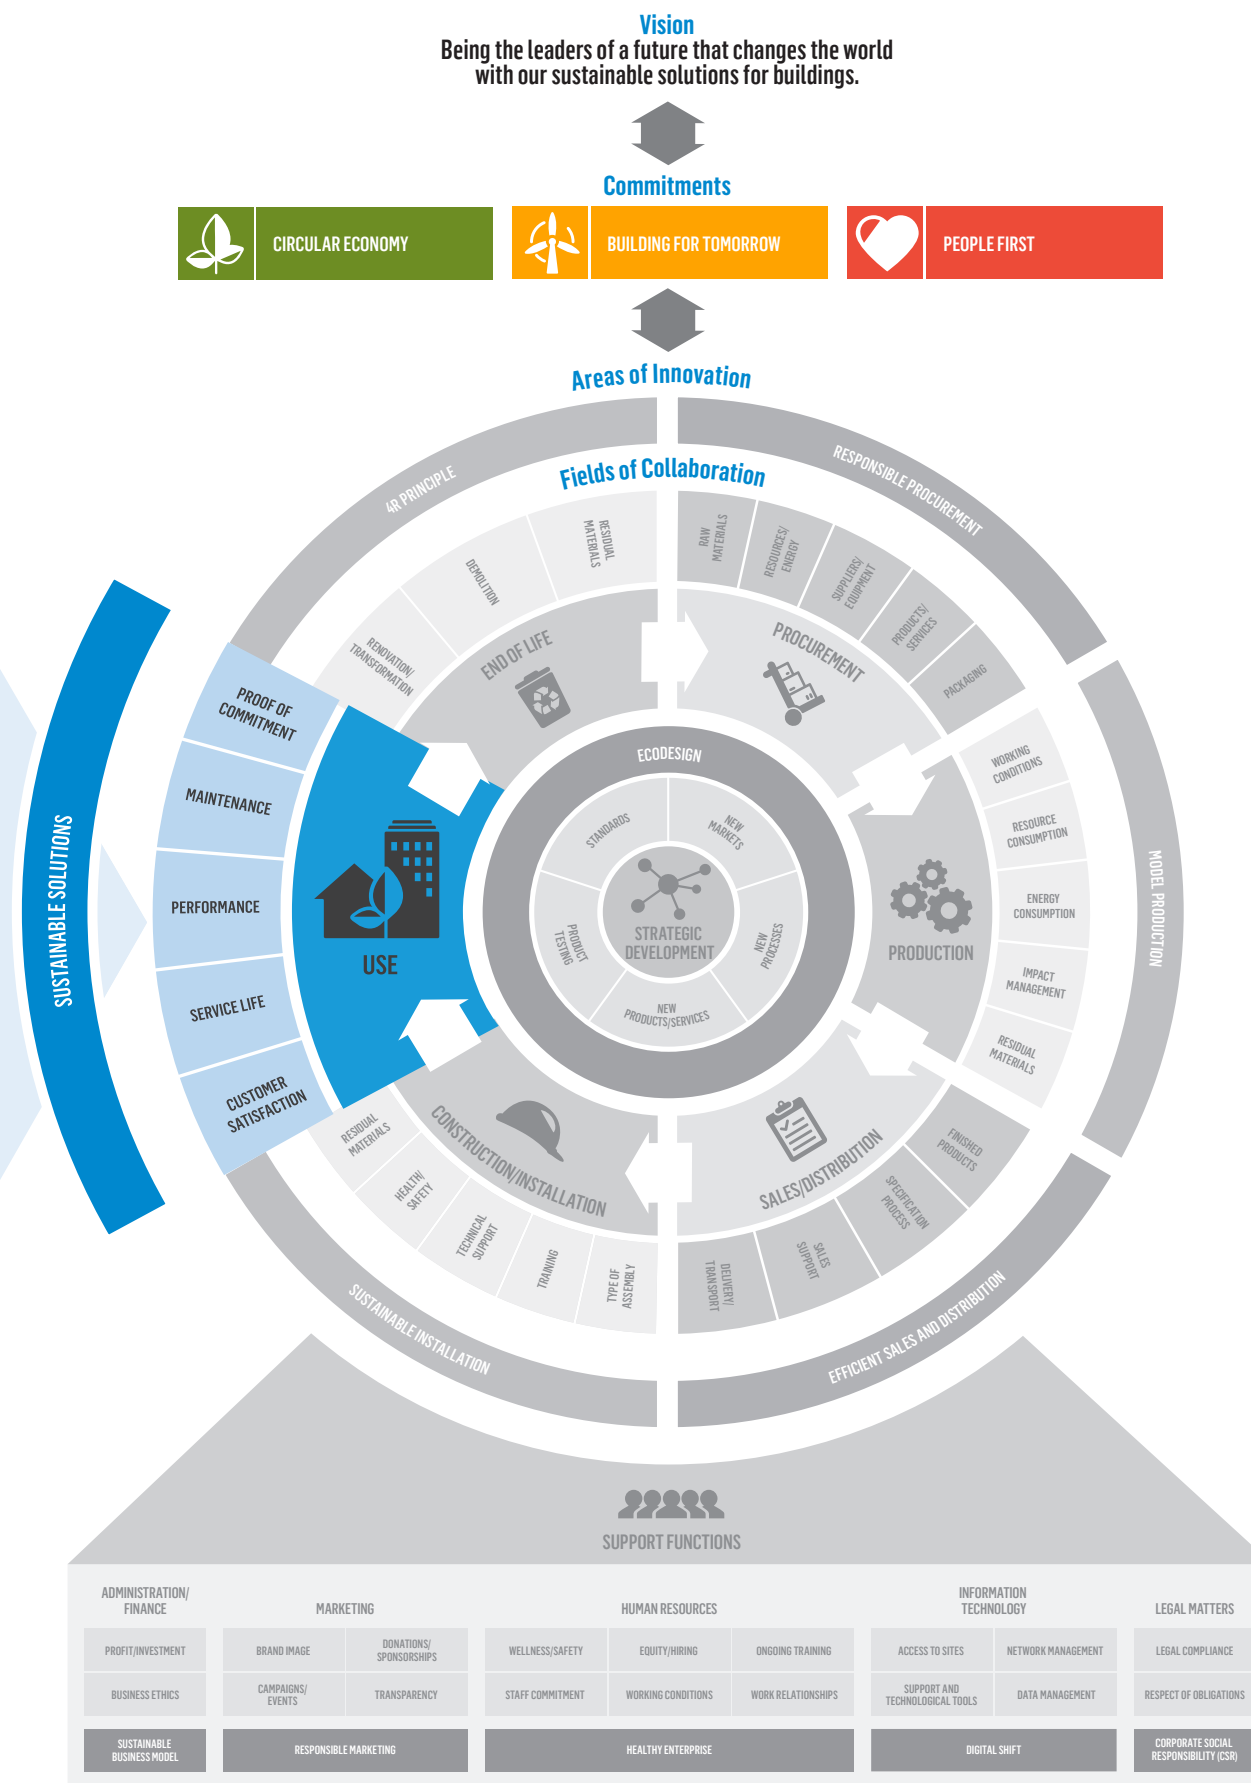 Vision
Being the leaders of a future that changes the world
with our sustainable solutions for buildings.
Commitments
CIRCULAR ECONOMY
BUILDING FOR TOMORROW
PEOPLE FIRST
Areas of Innovation
4R PRINCIPLE
RESPONSIBLE PROCUREMENT
Fields of Collaboration
RESIDUAL
MATERIALS
DEMOLITION
RENOVATION/
TRANSFORMATION
RAW
MATERIALS
RESOURCES/
ENERGY
SUPPLIERS/
EQUIPMENT
PRODUCTS/
SERVICES
PACKAGING
END OF LIFE
PROCUREMENT
SUSTAINABLE SOLUTIONS
PROOF OF
COMMITMENT
MAINTENANCE
PERFORMANCE
SERVICE LIFE
CUSTOMER
SATISFACTION
USE
ECODESIGN
STANDARDS
NEW
MARKETS
PRODUCT
TESTING
STRATEGIC
DEVELOPMENT
NEW
PROCESSES
NEW
PRODUCTS/SERVICES
PRODUCTION
WORKING
CONDITIONS
RESOURCE
CONSUMPTION
ENERGY
CONSUMPTION
IMPACT
MANAGEMENT
RESIDUAL
MATERIALS
MODEL PRODUCTION
CONSTRUCTION/INSTALLATION
SALES/DISTRIBUTION
RESIDUAL
MATERIALS
HEALTH/
SAFETY
TECHNICAL
SUPPORT
TRAINING
TYPE OF
ASSEMBLY
DELIVERY/
TRANSPORT
SALES
SUPPORT
SPECIFICATION
PROCESS
FINISHED
PRODUCTS
SUSTAINABLE INSTALLATION
EFFICIENT SALES AND DISTRIBUTION
SUPPORT FUNCTIONS
ADMINISTRATION/
FINANCE
MARKETING
HUMAN RESOURCES
INFORMATION
TECHNOLOGY
LEGAL MATTERS
PROFIT/INVESTMENT
BRAND IMAGE
DONATIONS/
SPONSORSHIPS
WELLNESS/SAFETY
EQUITY/HIRING
ONGOING TRAINING
ACCESS TO SITES
NETWORK MANAGEMENT
LEGAL COMPLIANCE
BUSINESS ETHICS
CAMPAIGNS/
EVENTS
TRANSPARENCY
STAFF COMMITMENT
WORKING CONDITIONS
WORK RELATIONSHIPS
SUPPORT AND
TECHNOLOGICAL TOOLS
DATA MANAGEMENT
RESPECT OF OBLIGATIONS
SUSTAINABLE
BUSINESS MODEL
RESPONSIBLE MARKETING
HEALTHY ENTERPRISE
DIGITAL SHIFT
CORPORATE SOCIAL
RESPONSIBILITY (CSR)